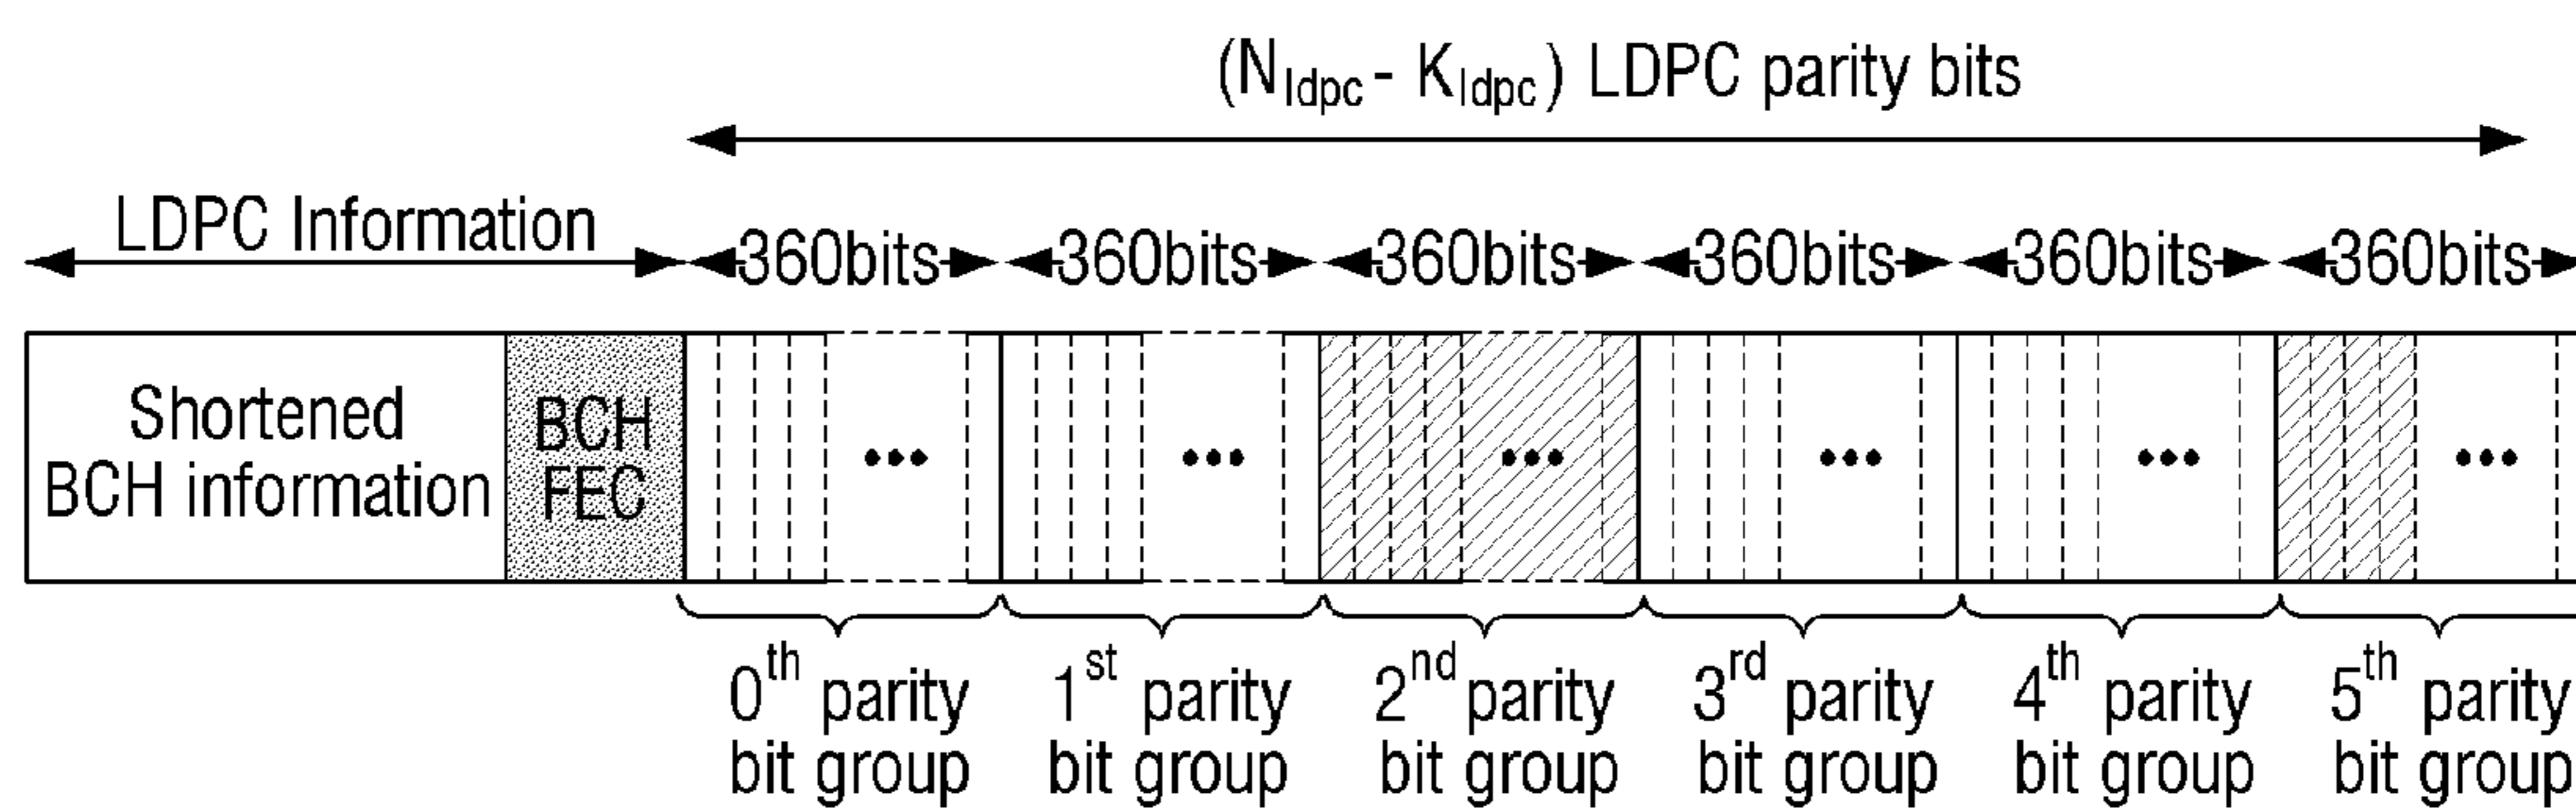 (Nldpc - Kldpc) LDPC parity bits
LDPC Information
360bits 360bits 360bits 360bits 360bits 360bits
Shortened
BCH information
BCH
FEC
••• ••• ••• ••• ••• •••
0th parity
bit group
1st parity
bit group
2nd parity
bit group
3rd parity
bit group
4th parity
bit group
5th parity
bit group